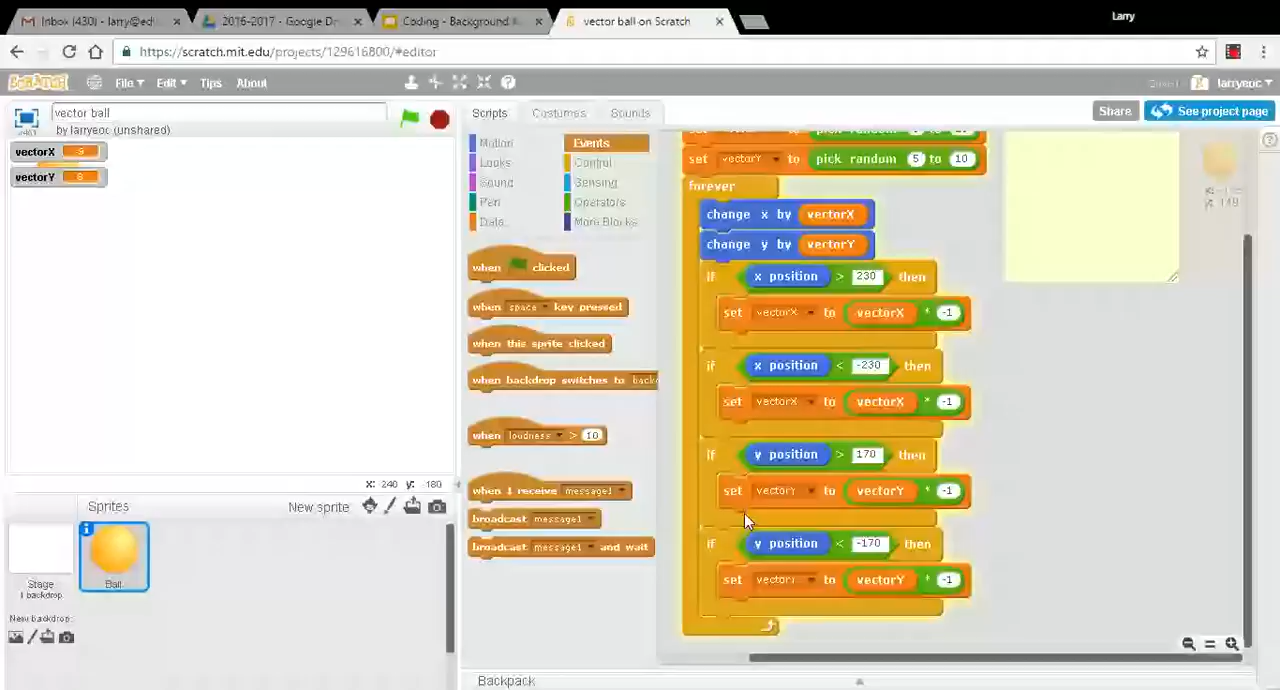 Inbox (430) - larry@ed
2016-2017 - Google Dr
Coding - Background
vector ball on Scratch
Larry
https://scratch.mit.edu/projects/129616800/#editor
SCRATCH
File
Edit
Tips
About
larryeoc
vector ball
by larryeoc (unshared)
Scripts
Costumes
Sounds
Share
See project page
vectorX
vectorY
Motion
Looks
Sound
Pen
Data
Events
Control
Sensing
Operators
More Blocks
when clicked
when space key pressed
when this sprite clicked
when backdrop switches to
when loudness > 10
when I receive message1
broadcast message1
broadcast message1 and wait
set vectorY to pick random 5 to 10
forever
change x by vectorX
change y by vectorY
if x position > 230 then
set vectorX to vectorX * -1
if x position < -230 then
set vectorX to vectorX * -1
if y position > 170 then
set vectorY to vectorY * -1
if y position < -170 then
set vectorY to vectorY * -1
X: 240 y: -180
Sprites
New sprite:
Stage
1 backdrop
New backdrop:
Ball
Backpack